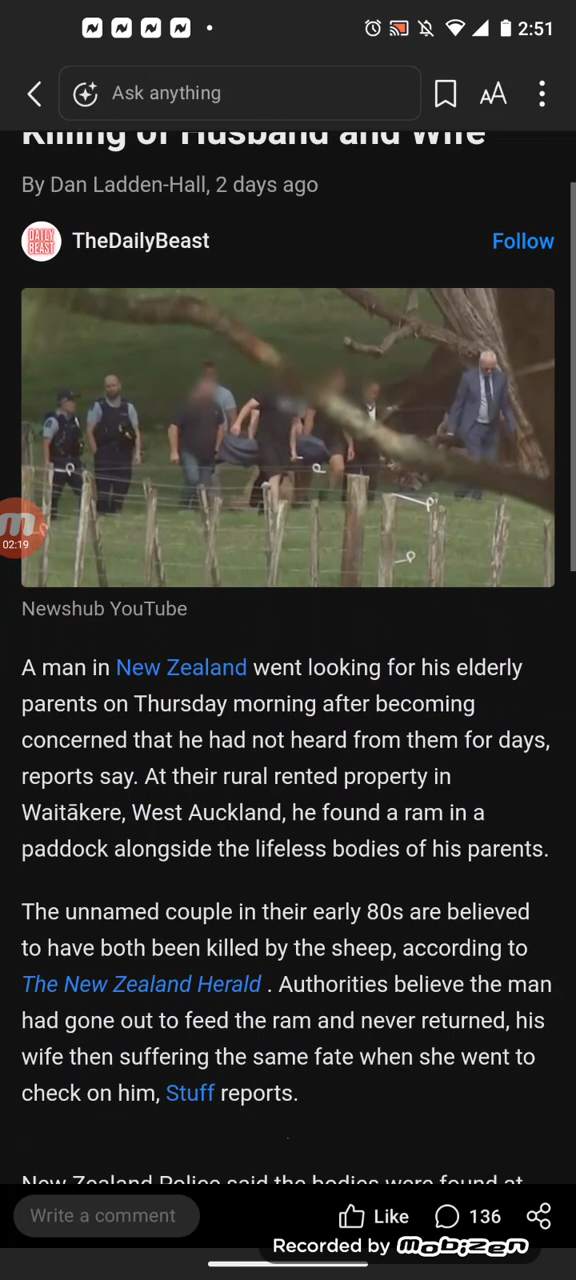 2:51
Ask anything
Killing of Husband and Wife
By Dan Ladden-Hall, 2 days ago
DAILY BEAST
TheDailyBeast
Follow
02:19
Newshub YouTube
A man in New Zealand went looking for his elderly
parents on Thursday morning after becoming
concerned that he had not heard from them for days,
reports say. At their rural rented property in
Waitākere, West Auckland, he found a ram in a
paddock alongside the lifeless bodies of his parents.
The unnamed couple in their early 80s are believed
to have both been killed by the sheep, according to
The New Zealand Herald . Authorities believe the man
had gone out to feed the ram and never returned, his
wife then suffering the same fate when she went to
check on him, Stuff reports.
New Zealand Police said the bodies were found at
Write a comment
Like
136
Recorded by mobizen